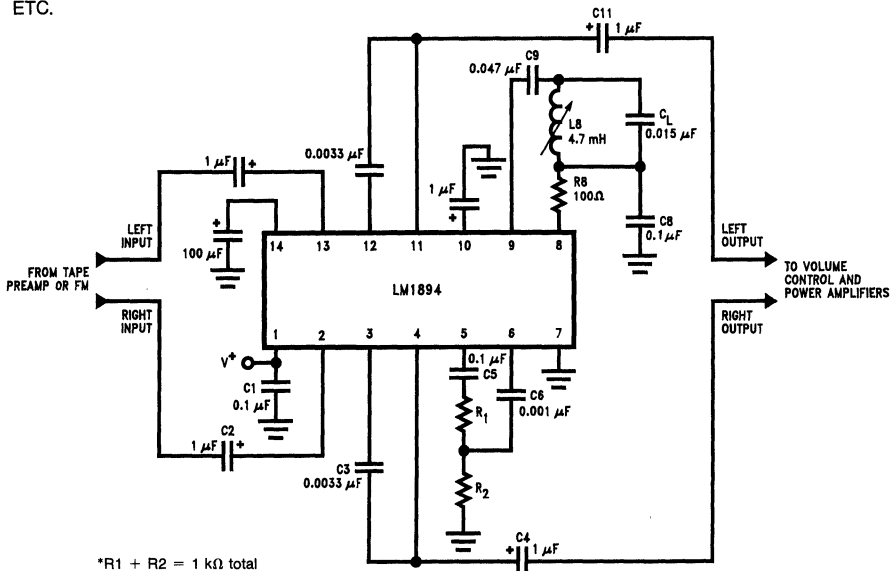 ETC.
C11
1 µF
C9
0.047 µF
L8
4.7 mH
CL
0.015 µF
0.0033 µF
1 µF
1 µF
R8
100Ω
C8
0.1µF
LEFT
INPUT
100 µF
14
13
12
11
10
9
8
LEFT
OUTPUT
FROM TAPE
PREAMP OR FM
LM1894
TO VOLUME
CONTROL AND
POWER AMPLIFIERS
RIGHT
INPUT
RIGHT
OUTPUT
1
2
3
4
5
6
7
V+
C1
0.1 µF
0.1 µF
C5
C6
0.001 µF
R1
C2
1 µF
C3
0.0033 µF
R2
C4
1 µF
*R1 + R2 = 1 kΩ total